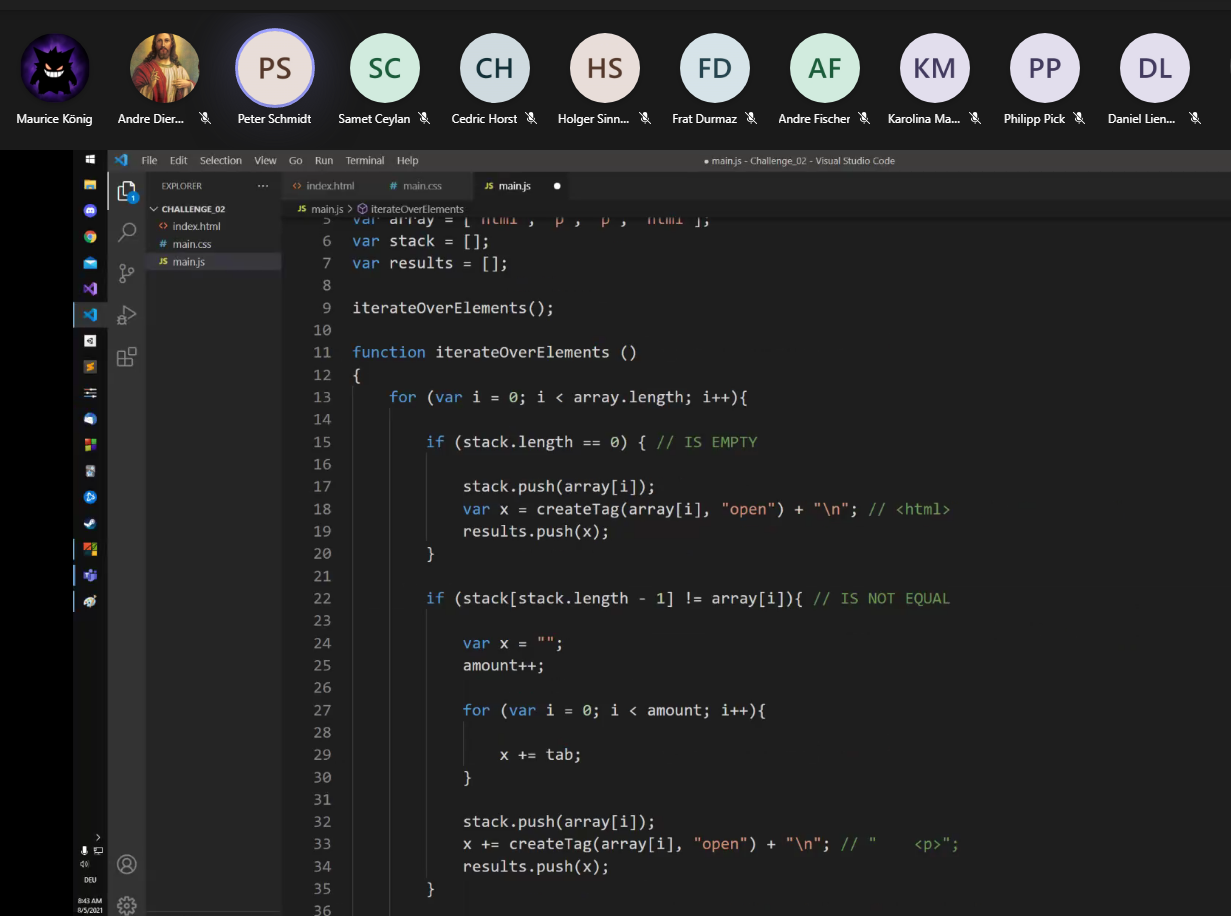 PS
SC
CH
HS
FD
AF
KM
PP
DL
Maurice König
Andre Dier...
Peter Schmidt
Samet Ceylan
Cedric Horst
Holger Sinn...
Frat Durmaz
Andre Fischer
Karolina Ma...
Philipp Pick
Daniel Lien...
File Edit Selection View Go Run Terminal Help
● main.js - Challenge_02 - Visual Studio Code
EXPLORER ...
<> index.html
# main.css
JS main.js ●
CHALLENGE_02
<> index.html
# main.css
JS main.js
JS main.js > iterateOverElements
1
5 var array = ["html", "p", "p", "html"];
6 var stack = [];
7 var results = [];
8
9 iterateOverElements();
10
11 function iterateOverElements ()
12 {
13 for (var i = 0; i < array.length; i++){
14
15 if (stack.length == 0) { // IS EMPTY
16
17 stack.push(array[i]);
18 var x = createTag(array[i], "open") + "\n"; // <html>
19 results.push(x);
20 }
21
22 if (stack[stack.length - 1] != array[i]){ // IS NOT EQUAL
23
24 var x = "";
25 amount++;
26
27 for (var i = 0; i < amount; i++){
28
29 x += tab;
30 }
31
32 stack.push(array[i]);
33 x += createTag(array[i], "open") + "\n"; // "    <p>";
34 results.push(x);
35 }
36
DEU
8:43 AM
8/5/2021